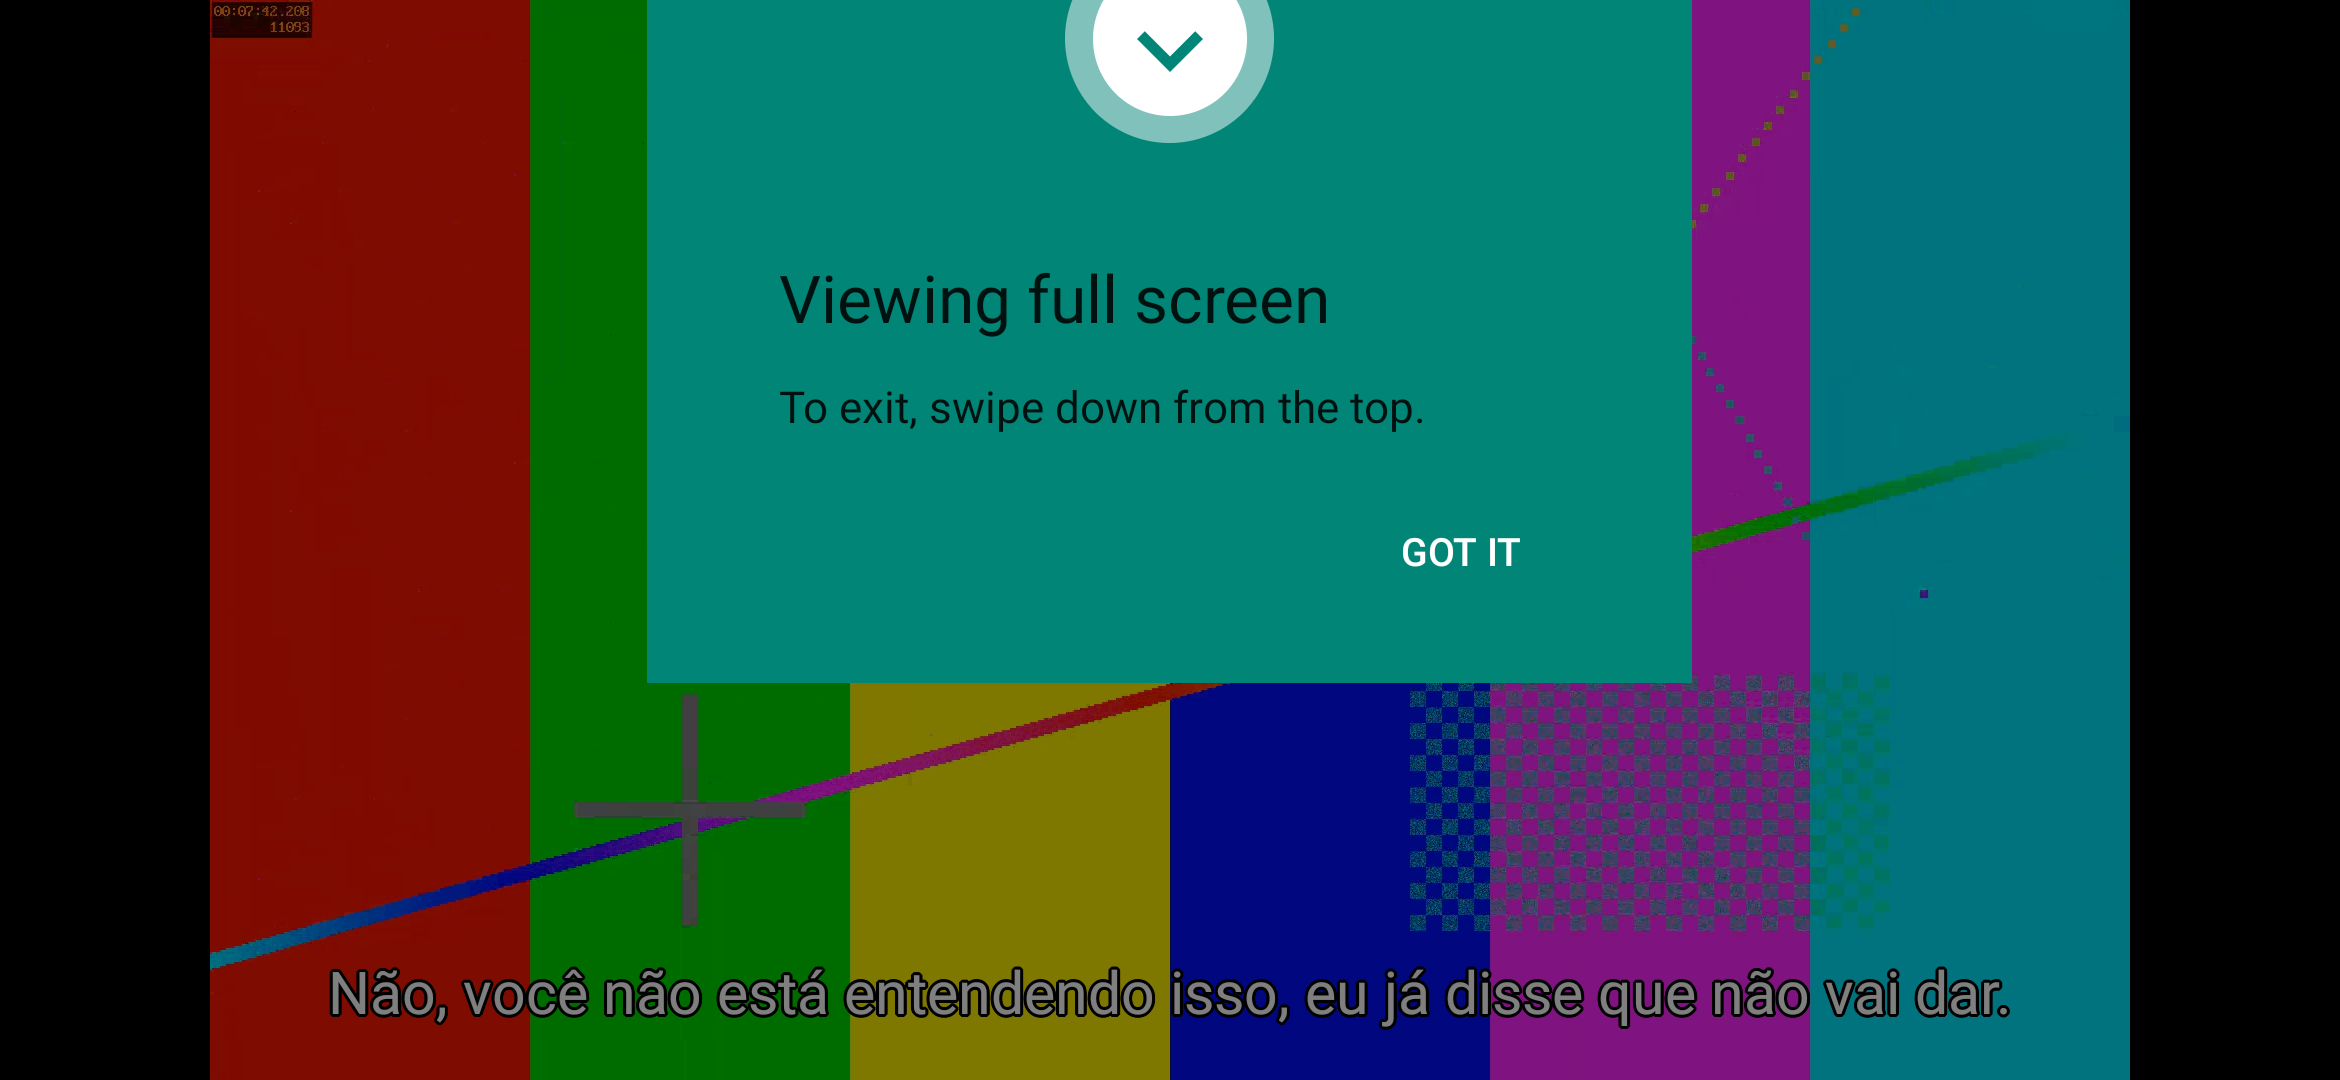 00:07:42.208
11093
Viewing full screen
To exit, swipe down from the top.
GOT IT
Não, você não está entendendo isso, eu já disse que não vai dar.